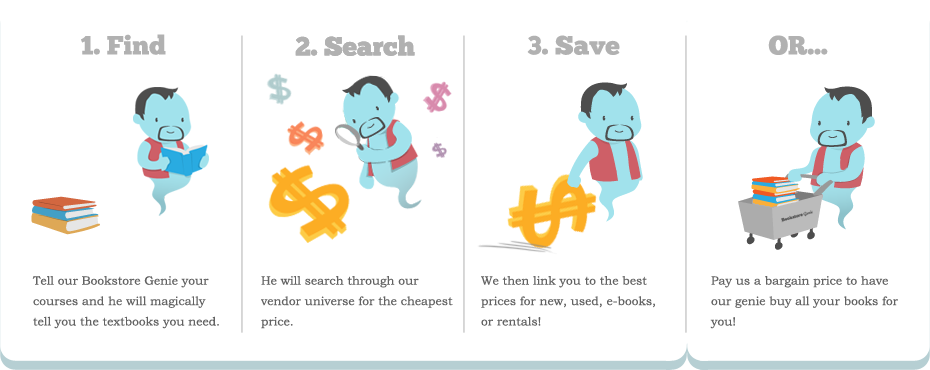 1. Find
Tell our Bookstore Genie your
courses and he will magically
tell you the textbooks you need.
2. Search
He will search through our
vendor universe for the cheapest
price.
3. Save
We then link you to the best
prices for new, used, e-books,
or rentals!
OR...
Bookstore Genie
Pay us a bargain price to have
our genie buy all your books for
you!